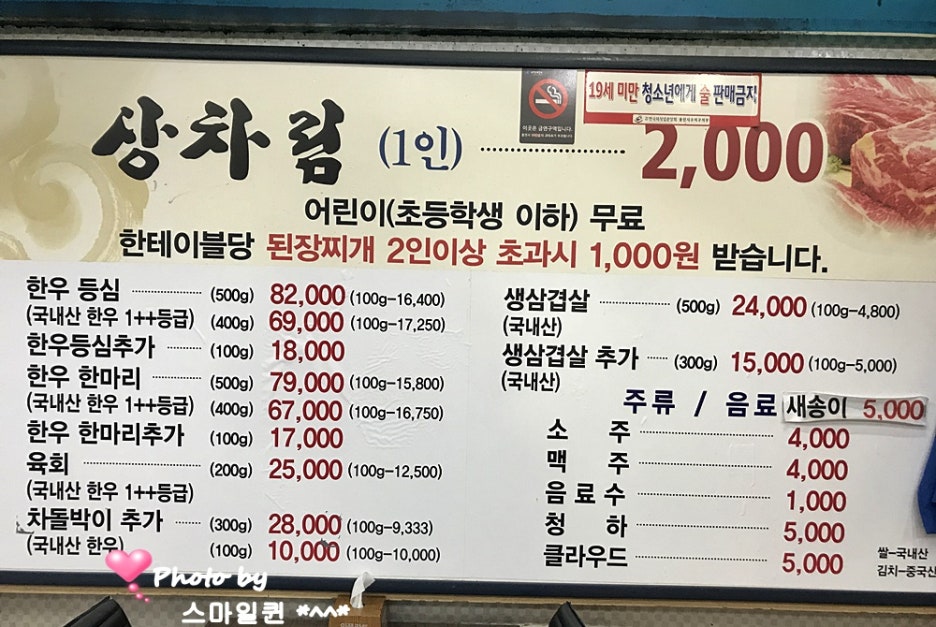 19세 미만 청소년에게 술 판매금지
상차림 (1인) 2,000
어린이(초등학생 이하) 무료
한테이블당 된장찌개 2인이상 초과시 1,000원 받습니다.
한우 등심 (500g) 82,000 (100g-16,400)
(국내산 한우 1++등급) (400g) 69,000 (100g-17,250)
한우등심추가 (100g) 18,000
한우 한마리 (500g) 79,000 (100g-15,800)
(국내산 한우 1++등급) (400g) 67,000 (100g-16,750)
한우 한마리추가 (100g) 17,000
육회 (200g) 25,000 (100g-12,500)
(국내산 한우 1++등급)
차돌박이 추가 (300g) 28,000 (100g-9,333)
(국내산 한우) (100g) 10,000 (100g-10,000)
생삼겹살 (500g) 24,000 (100g-4,800)
(국내산)
생삼겹살 추가 (300g) 15,000 (100g-5,000)
(국내산)
주류 / 음료 새송이 5,000
소 주 4,000
맥 주 4,000
음료수 1,000
청 하 5,000
클라우드 5,000
쌀-국내산
김치-중국산
Photo by
스마일퀸 *^^*